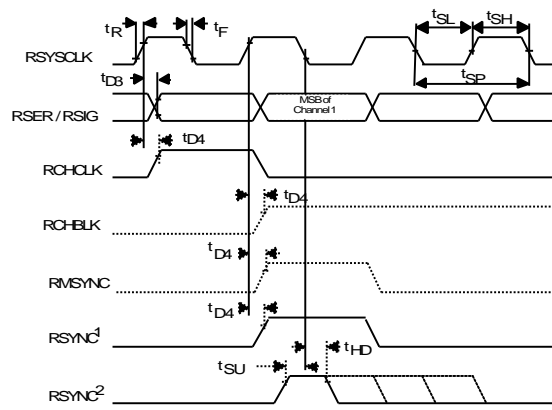 tR tF tSL tSH
RSYSCLK
tSP
tD3
MSB of
Channel 1
RSER / RSIG
tD4
RCHCLK
tD4
RCHBLK
tD4
RMSYNC
tD4
RSYNC1
tHD
tSU
RSYNC2